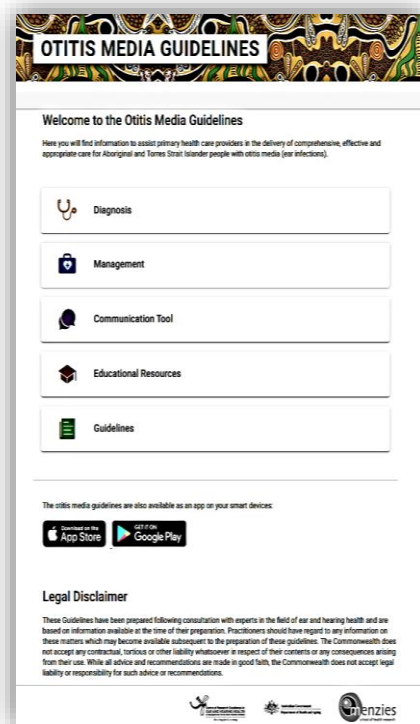 OTITIS MEDIA GUIDELINES
Welcome to the Otitis Media Guidelines
Here you will find information to assist primary health care providers in the delivery of comprehensive, effective and
appropriate care for Aboriginal and Torres Strait Islander people with otitis media (ear infections).
Diagnosis
Management
Communication Tool
Educational Resources
Guidelines
The otitis media guidelines are also available as an app on your smart devices:
Download on the
App Store
GET IT ON
Google Play
Legal Disclaimer
These Guidelines have been prepared following consultation with experts in the field of ear and hearing health and are
based on information available at the time of their preparation. Practitioners should have regard to any information on
these matters which may become available subsequent to the preparation of these guidelines. The Commonwealth does
not accept any contractual, tortious or other liability whatsoever in respect of their contents or any consequences arising
from their use. While all advice and recommendations are made in good faith, the Commonwealth does not accept legal
liability or responsibility for such advice or recommendations.
Australian Government
menzies